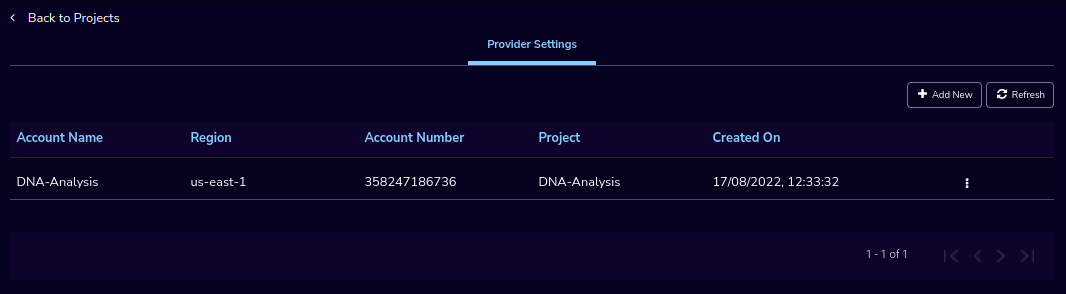 Back to Projects
Provider Settings
Add New Refresh
Account Name Region Account Number Project Created On
DNA-Analysis us-east-1 358247186736 DNA-Analysis 17/08/2022, 12:33:32
1 - 1 of 1